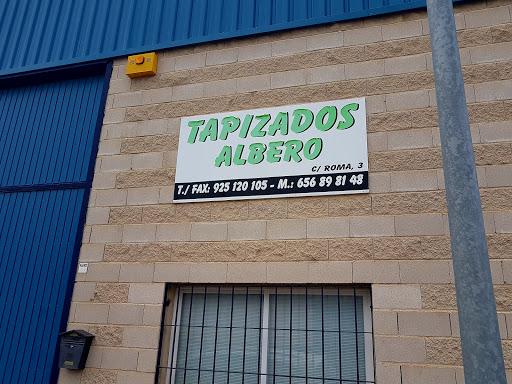 TAPIZADOS
ALBERO
C/ ROMA, 3
T./ FAX: 925 120 105 - M.: 656 89 81 48